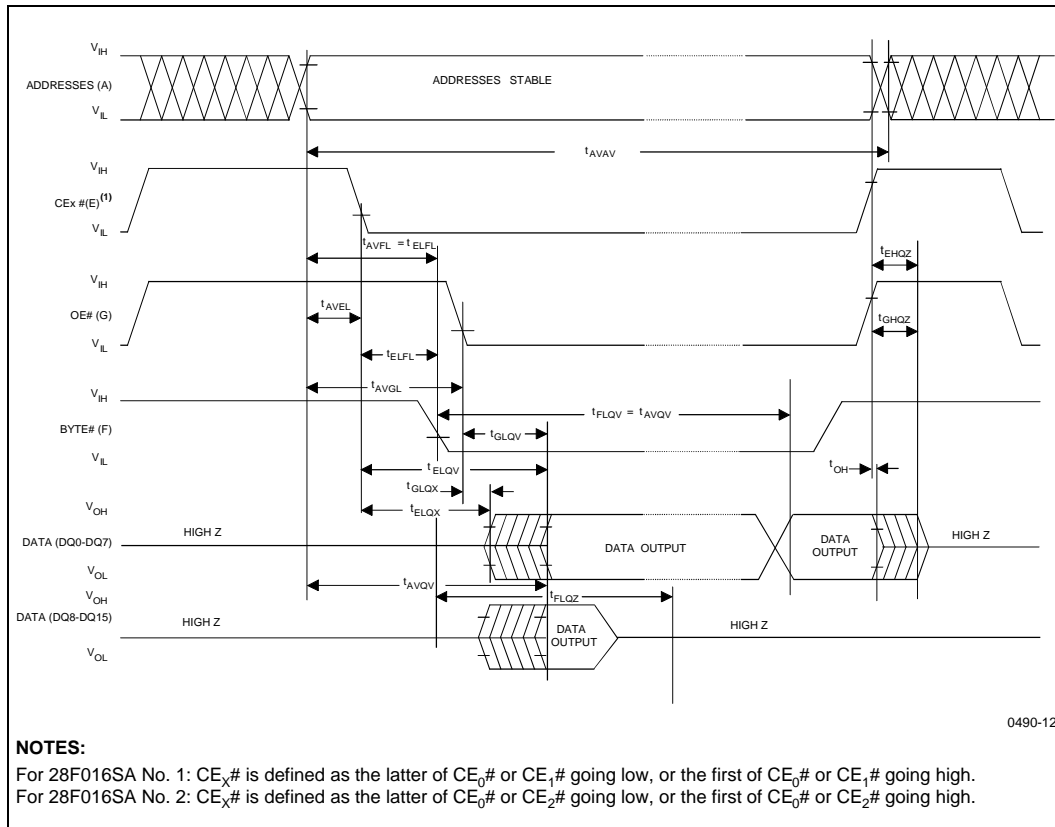 V_IH
ADDRESSES (A)
V_IL
ADDRESSES STABLE
t_AVAV
V_IH
CEx #(E)(1)
V_IL
t_AVFL = t_ELFL
t_EHQZ
V_IH
OE# (G)
V_IL
t_AVEL
t_GHQZ
t_ELFL
t_AVGL
V_IH
BYTE# (F)
V_IL
t_FLQV = t_AVQV
t_GLQV
t_ELQV
t_OH
t_GLQX
t_ELQX
V_OH
DATA (DQ0-DQ7)
V_OL
HIGH Z
DATA OUTPUT
DATA
OUTPUT
HIGH Z
t_AVQV
t_FLQZ
V_OH
DATA (DQ8-DQ15)
V_OL
HIGH Z
DATA
OUTPUT
HIGH Z
0490-12
NOTES:
For 28F016SA No. 1: CE_X# is defined as the latter of CE_0# or CE_1# going low, or the first of CE_0# or CE_1# going high.
For 28F016SA No. 2: CE_X# is defined as the latter of CE_0# or CE_2# going low, or the first of CE_0# or CE_2# going high.